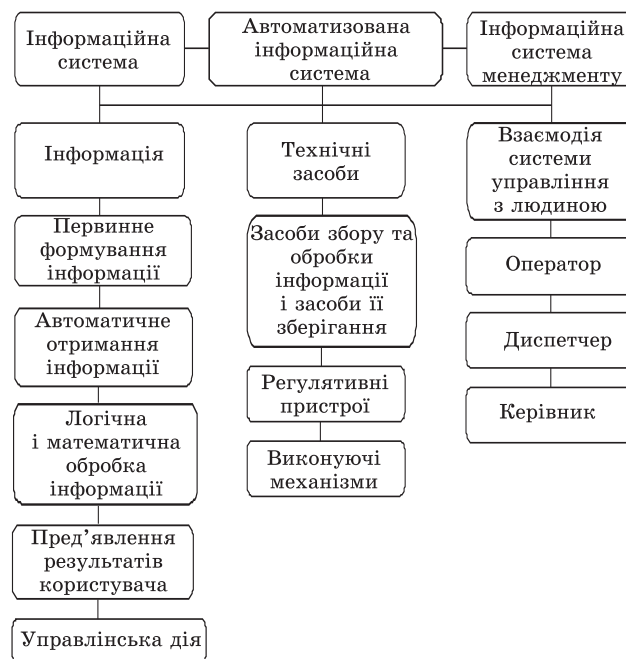 Інформаційна
система
Автоматизована
інформаційна
система
Інформаційна
система
менеджменту
Інформація
Первинне
формування
інформації
Автоматичне
отримання
інформації
Логічна
і математична
обробка
інформації
Пред’явлення
результатів
користувача
Управлінська дія
Технічні
засоби
Засоби збору та
обробки
інформації
і засоби її
зберігання
Регулятивні
пристрої
Виконуючі
механізми
Взаємодія
системи
управління
з людиною
Оператор
Диспетчер
Керівник